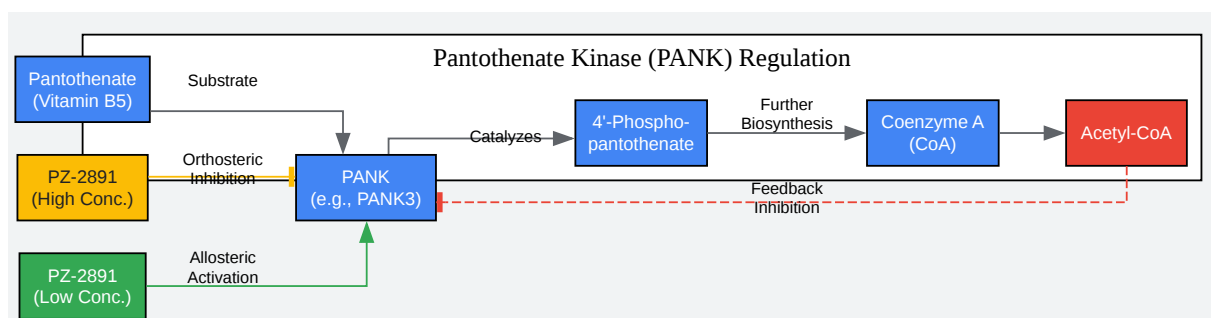 Pantothenate Kinase (PANK) Regulation
Pantothenate
(Vitamin B5)
Substrate
PZ-2891
(High Conc.)
Orthosteric
Inhibition
PANK
(e.g., PANK3)
Catalyzes
4'-Phospho-
pantothenate
Further
Biosynthesis
Coenzyme A
(CoA)
Acetyl-CoA
Feedback
Inhibition
PZ-2891
(Low Conc.)
Allosteric
Activation